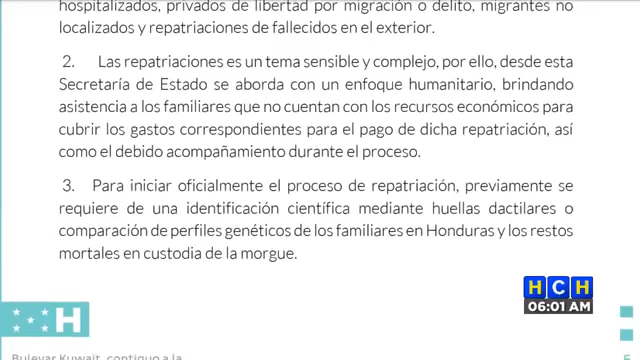 hospitalizados, privados de libertad por migración o delito, migrantes no
localizados y repatriaciones de fallecidos en el exterior.
2. Las repatriaciones es un tema sensible y complejo, por ello, desde esta
Secretaría de Estado se aborda con un enfoque humanitario, brindando
asistencia a los familiares que no cuentan con los recursos económicos para
cubrir los gastos correspondientes para el pago de dicha repatriación, así
como el debido acompañamiento durante el proceso.
3. Para iniciar oficialmente el proceso de repatriación, previamente se
requiere de una identificación científica mediante huellas dactilares o
comparación de perfiles genéticos de los familiares en Honduras y los restos
mortales en custodia de la morgue.
HCH
06:01 AM
H
Bulevar Kuwait, contiguo a la